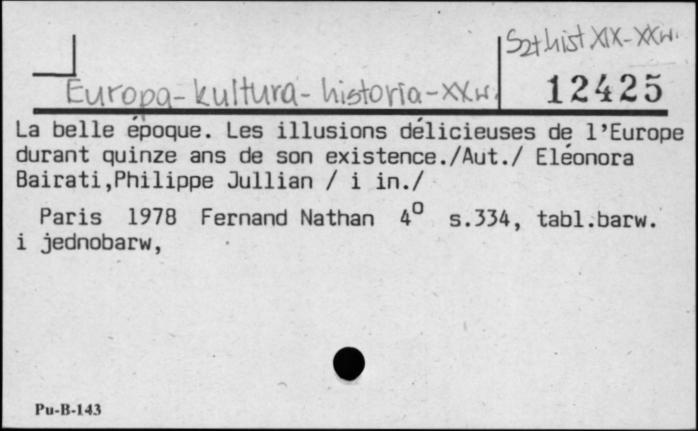 Szt hist XIX-XXw.
12425
Europa-kultura-historia-XXw.
La belle époque. Les illusions délicieuses de l'Europe
durant quinze ans de son existence./Aut./ Eléonora
Bairati,Philippe Jullian / i in./
Paris 1978 Fernand Nathan 4° s.334, tabl.barw.
i jednobarw,
Pu-B-143